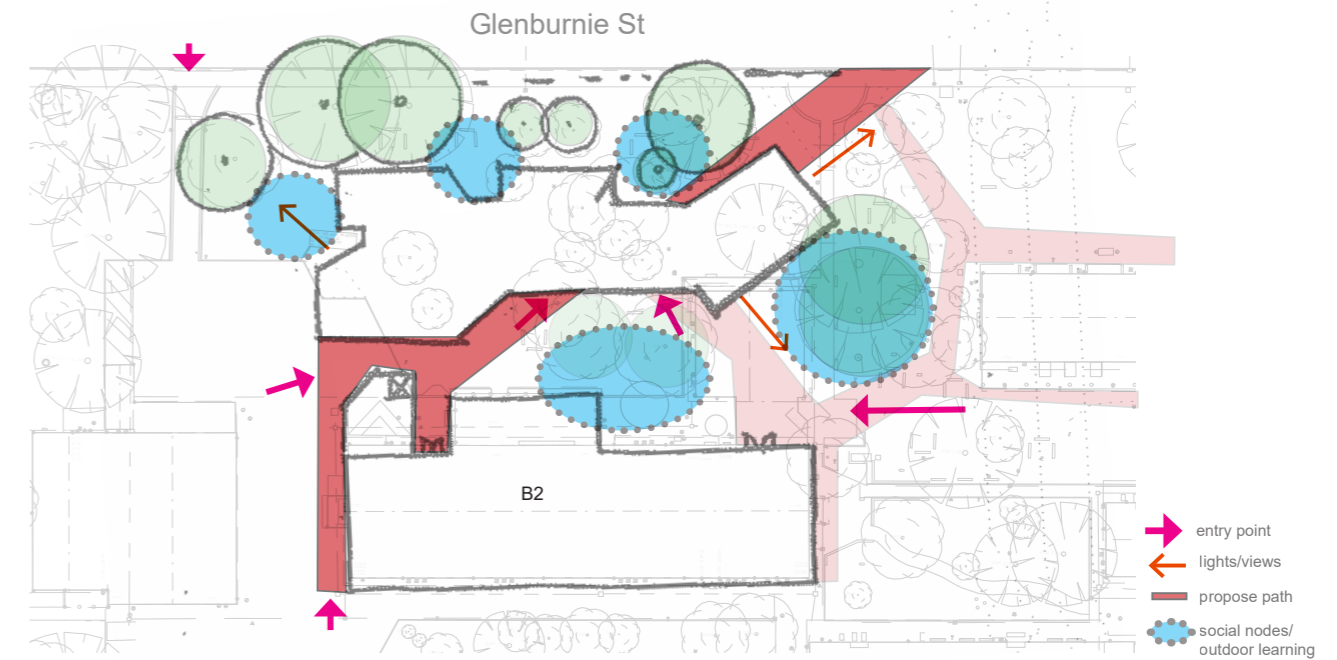 Glenburnie St
B2
entry point
lights/views
propose path
social nodes/
outdoor learning